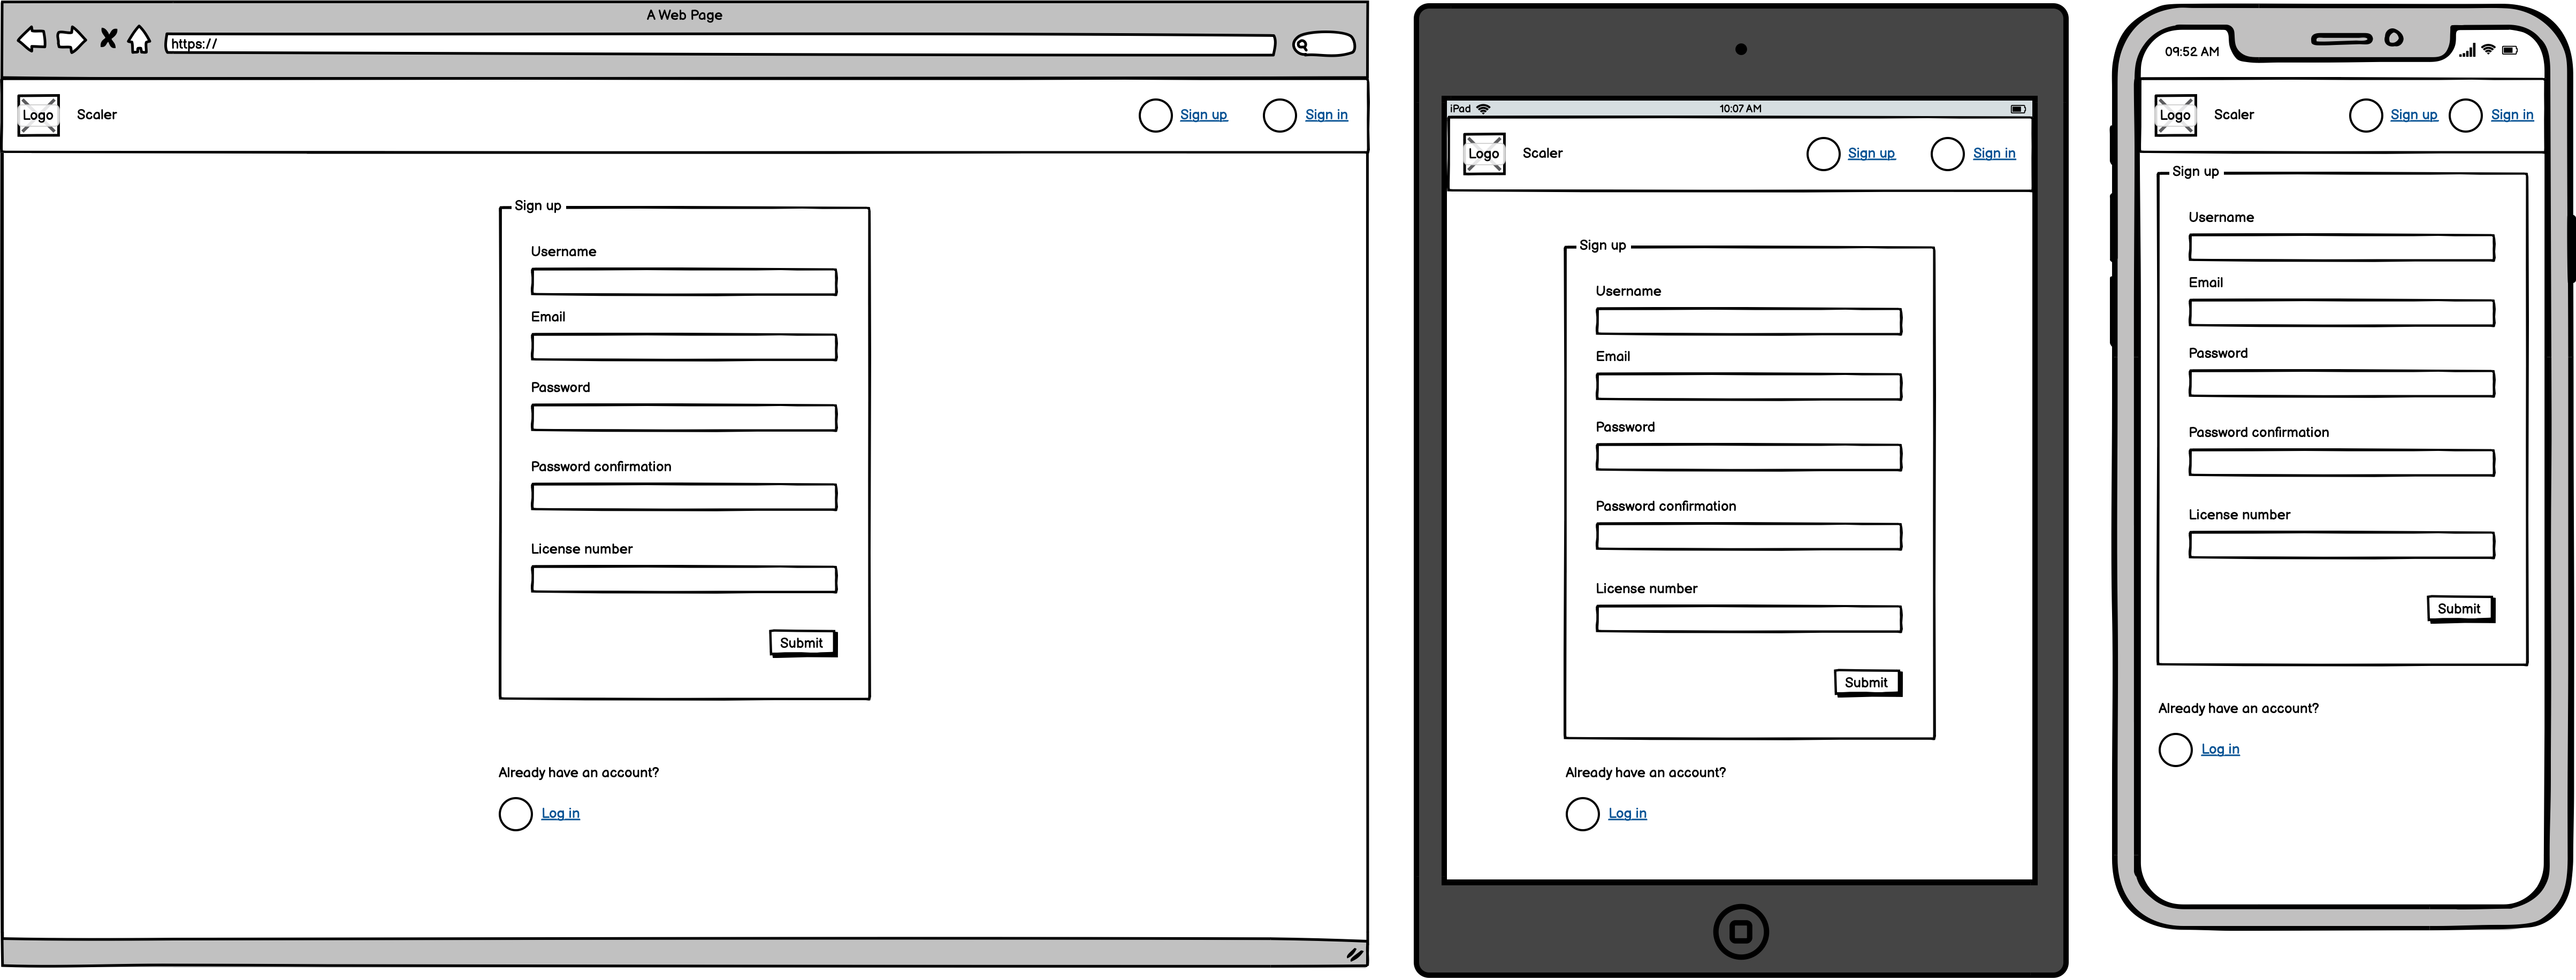 A Web Page
https://
Logo
Scaler
Sign up
Sign in
Sign up
Username
Email
Password
Password confirmation
License number
Submit
Already have an account?
Log in
iPad
10:07 AM
Logo
Scaler
Sign up
Sign in
Sign up
Username
Email
Password
Password confirmation
License number
Submit
Already have an account?
Log in
09:52 AM
Logo
Scaler
Sign up
Sign in
Sign up
Username
Email
Password
Password confirmation
License number
Submit
Already have an account?
Log in